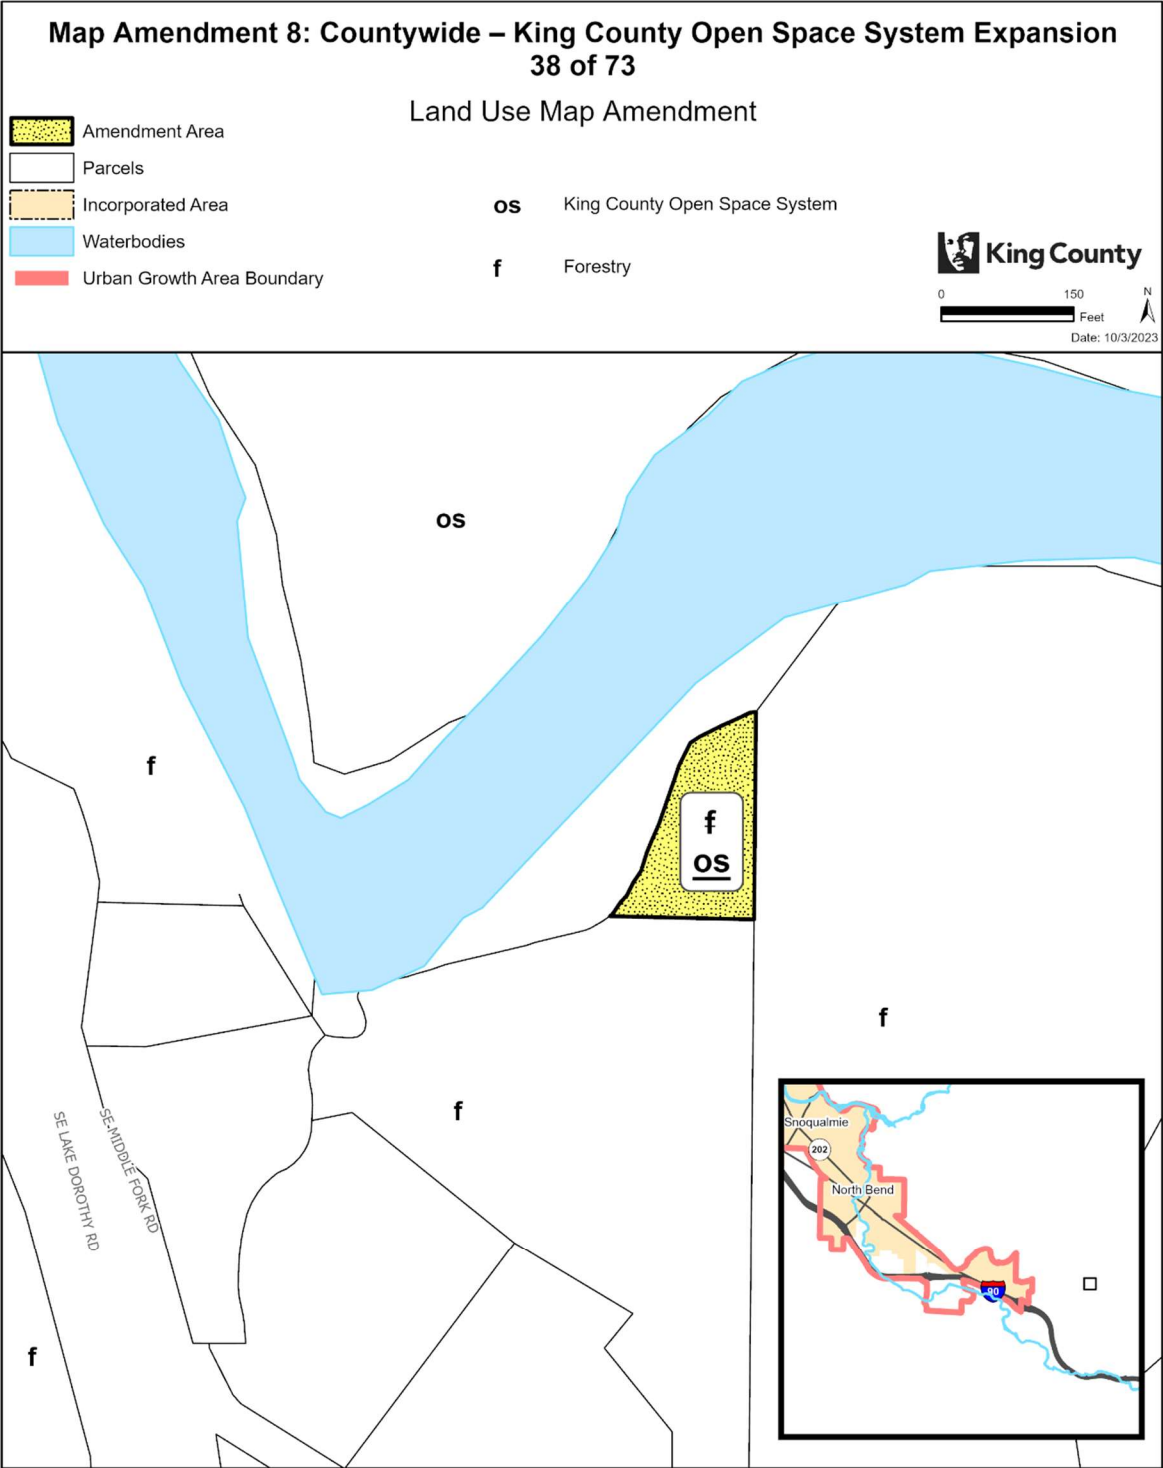 Map Amendment 8: Countywide – King County Open Space System Expansion
38 of 73
Land Use Map Amendment
Amendment Area
Parcels
Incorporated Area
Waterbodies
Urban Growth Area Boundary
os King County Open Space System
f Forestry
King County
0 150
Feet
N
Date: 10/3/2023
os
f
f
os
f
f
SE LAKE DOROTHY RD
SE MIDDLE FORK RD
f
Snoqualmie
202
North Bend
90